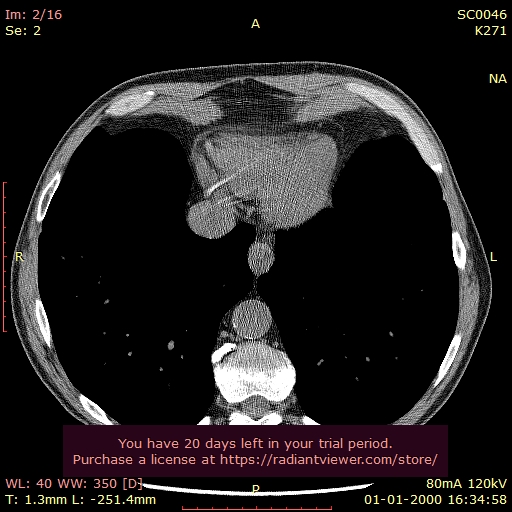 Im: 2/16
Se: 2
A
SC0046
K271
NA
R
L
You have 20 days left in your trial period.
Purchase a license at https://radiantviewer.com/store/
WL: 40 WW: 350 [D]
T: 1.3mm L: -251.4mm
P
80mA 120kV
01-01-2000 16:34:58